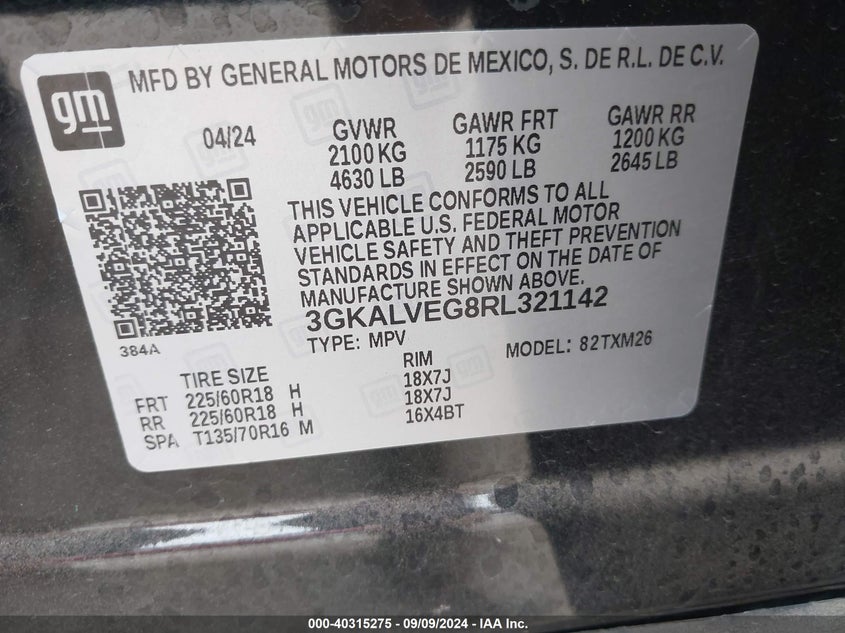 gm
MFD BY GENERAL MOTORS DE MEXICO, S. DE R.L. DE C.V.
04/24
GVWR
2100 KG
4630 LB
GAWR FRT
1175 KG
2590 LB
GAWR RR
1200 KG
2645 LB
THIS VEHICLE CONFORMS TO ALL
APPLICABLE U.S. FEDERAL MOTOR
VEHICLE SAFETY AND THEFT PREVENTION
STANDARDS IN EFFECT ON THE DATE OF
MANUFACTURE SHOWN ABOVE.
3GKALVEG8RL321142
384A
TYPE: MPV
MODEL: 82TXM26
TIRE SIZE RIM
FRT 225/60R18 H 18X7J
RR 225/60R18 H 18X7J
SPA T135/70R16 M 16X4BT
000-40315275 - 09/09/2024 - IAA Inc.